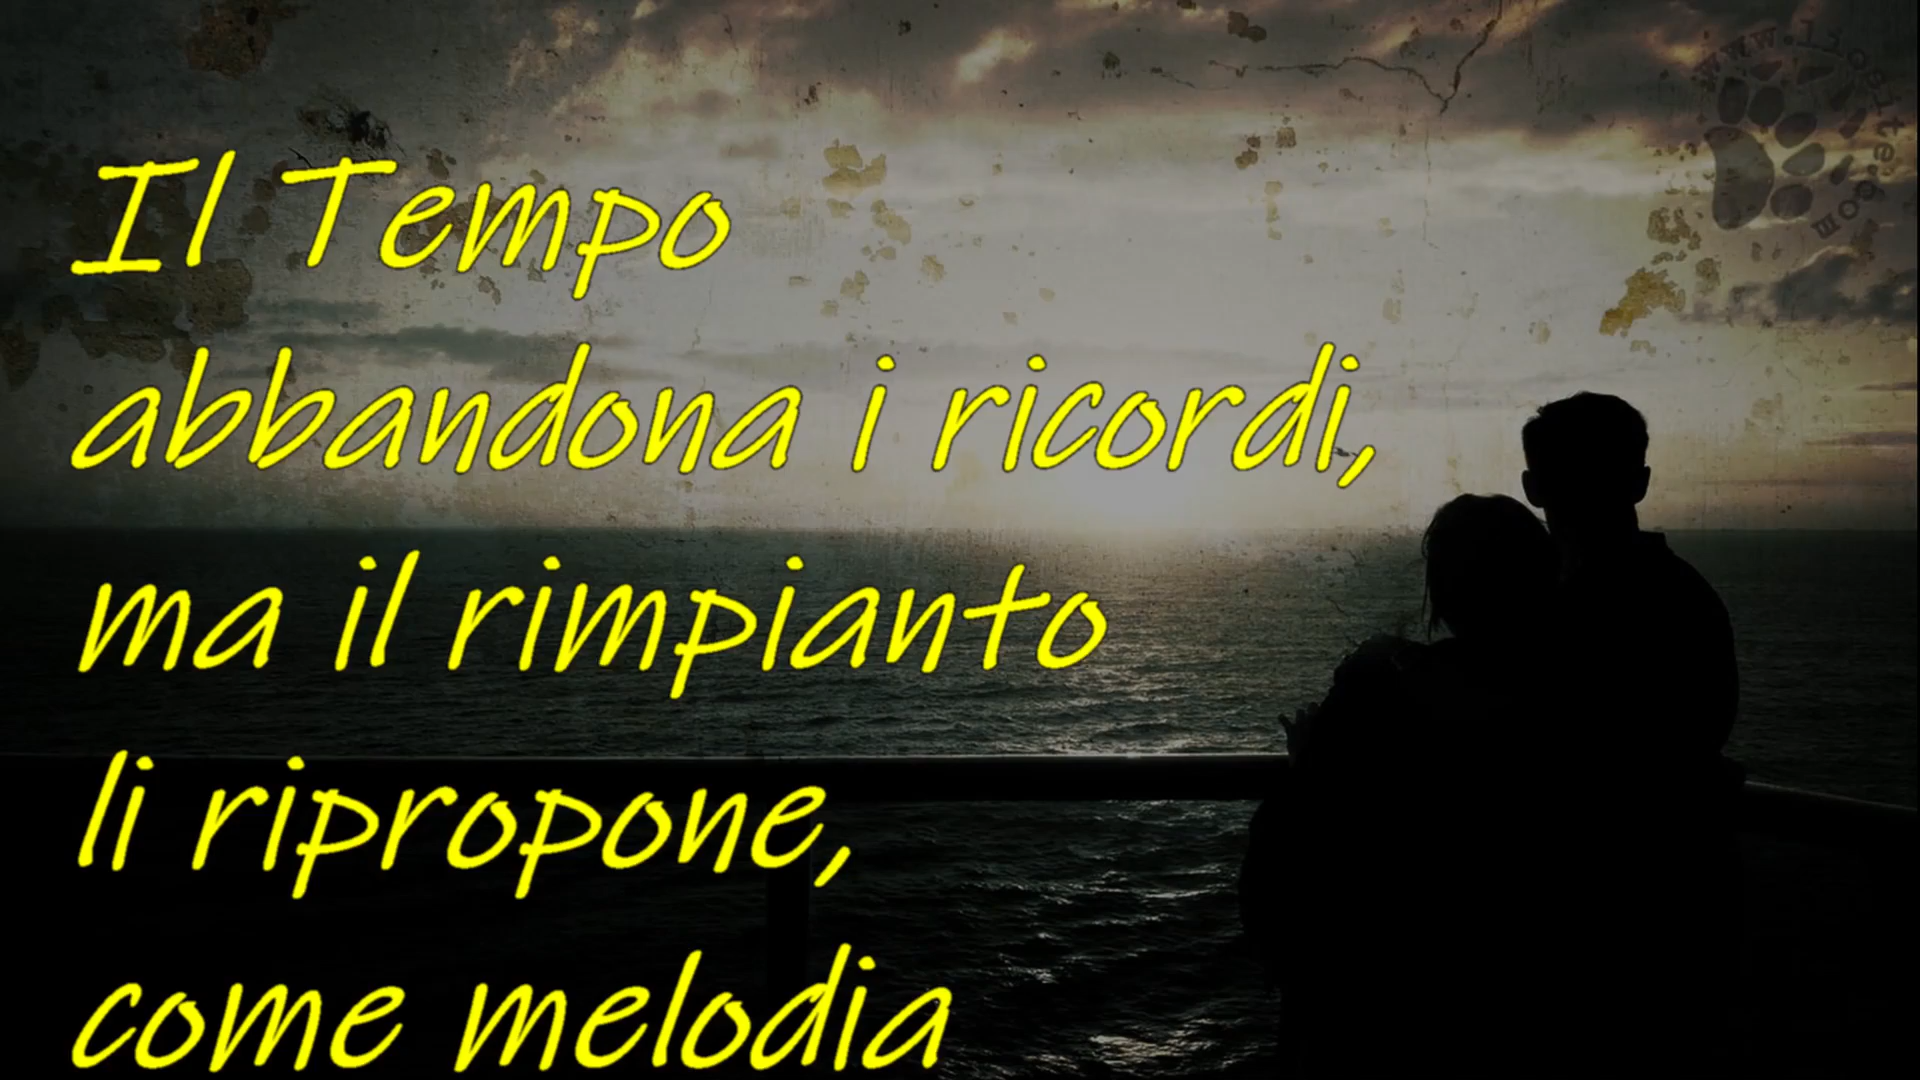 Il Tempo
abbandona i ricordi,
ma il rimpianto
li ripropone,
come melodia